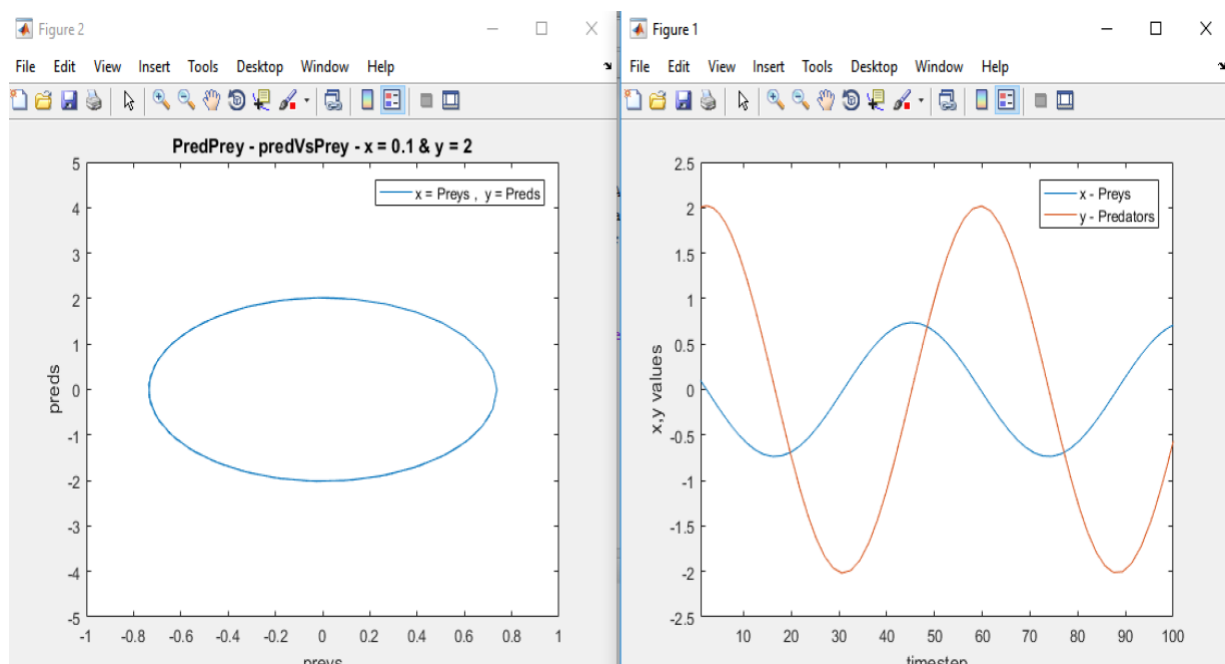 Figure 2
File Edit View Insert Tools Desktop Window Help
PredPrey - predVsPrey - x = 0.1 & y = 2
x = Preys , y = Preds
5
4
3
2
1
0
-1
-2
-3
-4
-5
preds
-1 -0.8 -0.6 -0.4 -0.2 0 0.2 0.4 0.6 0.8 1
preys
Figure 1
File Edit View Insert Tools Desktop Window Help
x - Preys
y - Predators
2.5
2
1.5
1
0.5
0
-0.5
-1
-1.5
-2
-2.5
x,y values
10 20 30 40 50 60 70 80 90 100
timestep